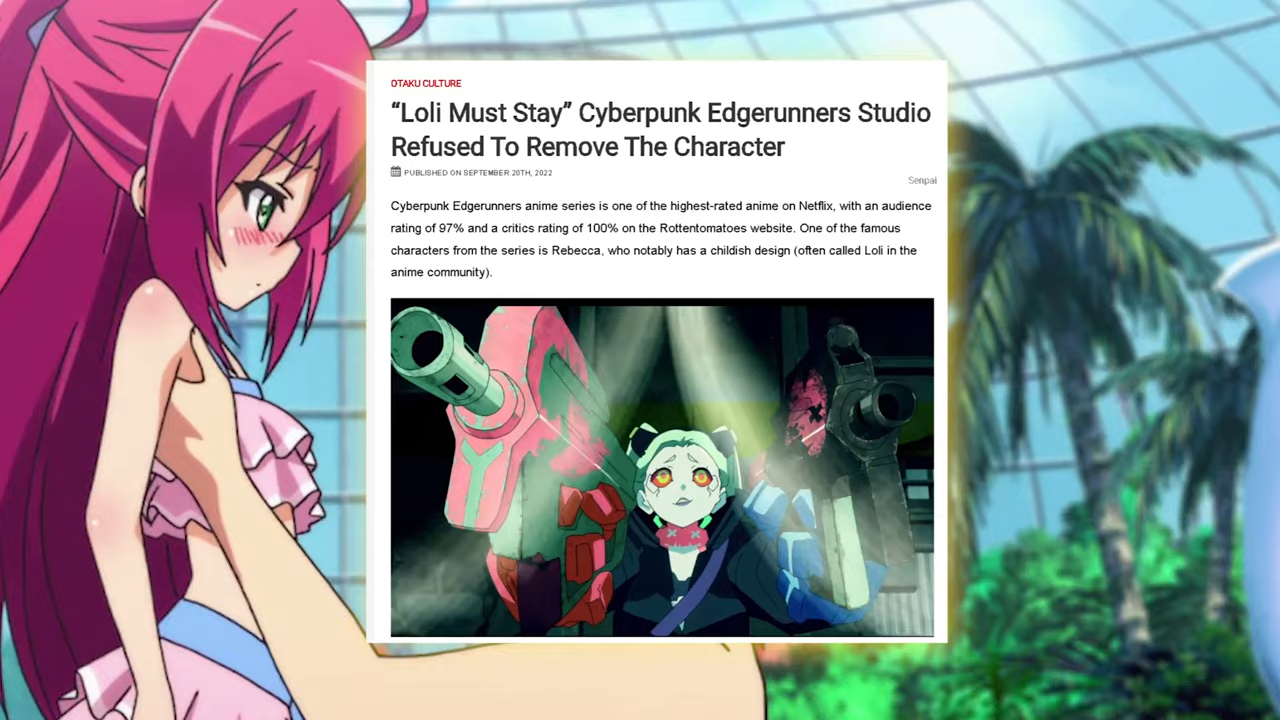 OTAKU CULTURE
“Loli Must Stay” Cyberpunk Edgerunners Studio
Refused To Remove The Character
PUBLISHED ON SEPTEMBER 20TH, 2022
Senpai
Cyberpunk Edgerunners anime series is one of the highest-rated anime on Netflix, with an audience
rating of 97% and a critics rating of 100% on the Rottentomatoes website. One of the famous
characters from the series is Rebecca, who notably has a childish design (often called Loli in the
anime community).